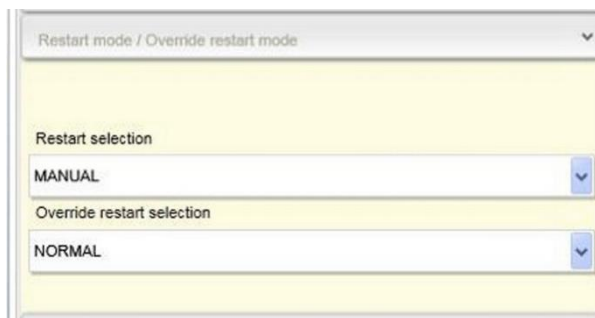 Restart mode / Override restart mode
Restart selection
MANUAL
Override restart selection
NORMAL